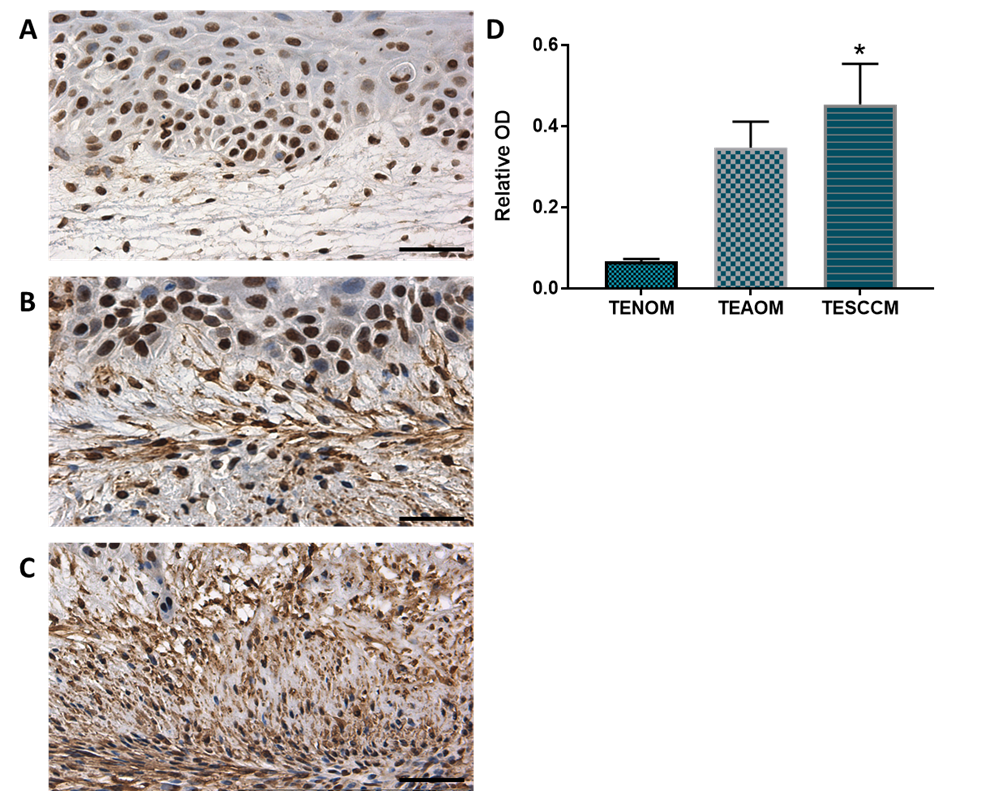 A
B
C
D
0.6
0.4
0.2
0.0
Relative OD
*
TENOM TEAOM TESCCM